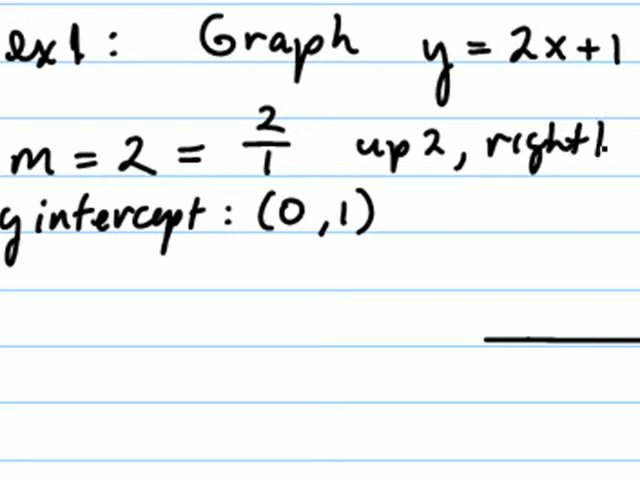 ex1: Graph y = 2x+1
m = 2 = 2/1 up 2, right 1.
y intercept: (0,1)